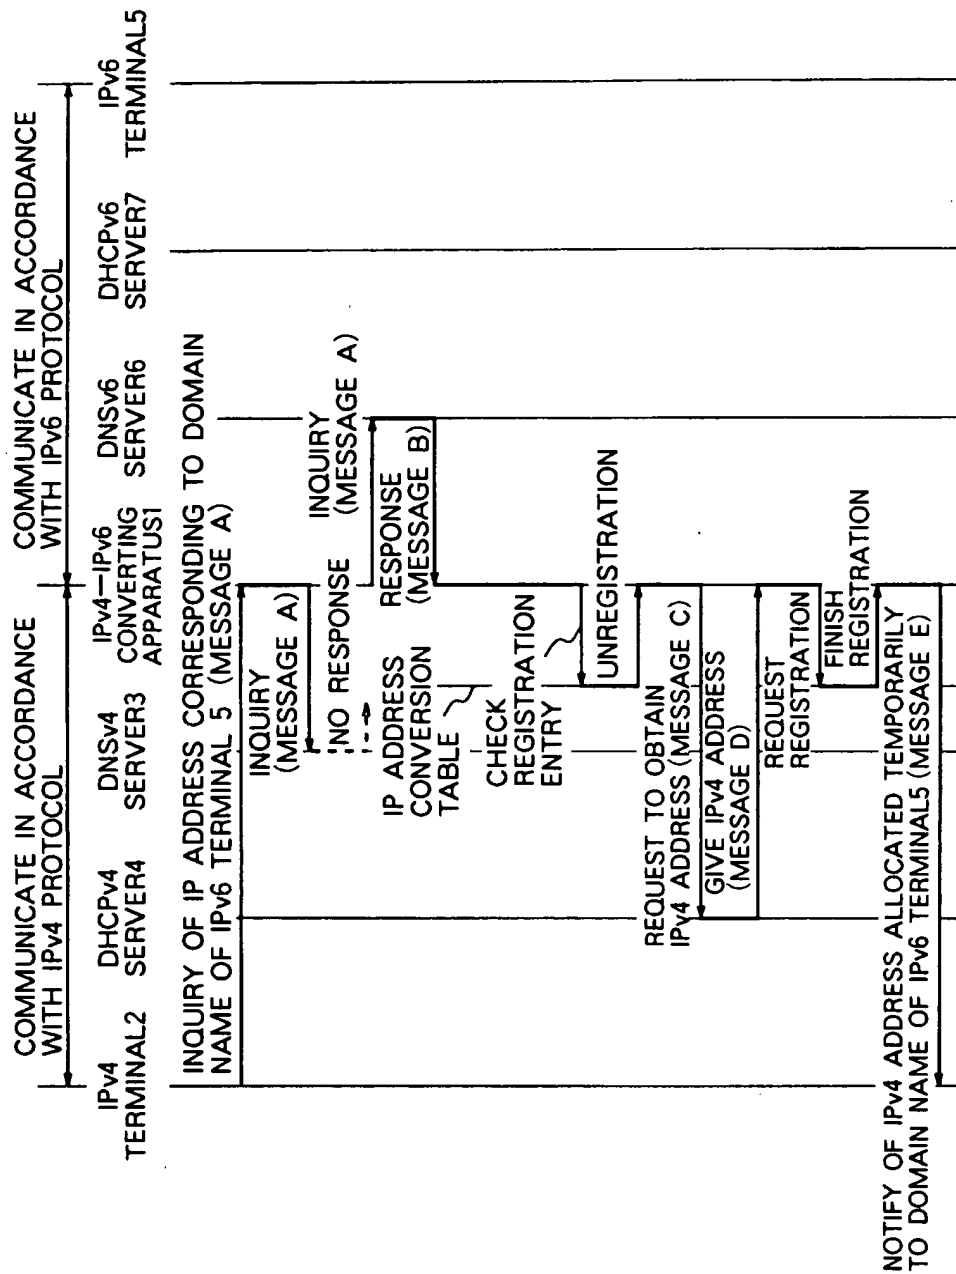 COMMUNICATE IN ACCORDANCE
WITH IPv4 PROTOCOL
COMMUNICATE IN ACCORDANCE
WITH IPv6 PROTOCOL
IPv4
TERMINAL2
DHCPv4
SERVER4
DNSv4
SERVER3
IPv4-IPv6
CONVERTING
APPARATUS1
DNSv6
SERVER6
DHCPv6
SERVER7
IPv6
TERMINAL5
INQUIRY OF IP ADDRESS CORRESPONDING TO DOMAIN
NAME OF IPv6 TERMINAL 5 (MESSAGE A)
INQUIRY
(MESSAGE A)
NO RESPONSE
INQUIRY
(MESSAGE A)
RESPONSE
(MESSAGE B)
IP ADDRESS
CONVERSION
TABLE
CHECK
REGISTRATION
ENTRY
UNREGISTRATION
REQUEST TO OBTAIN
IPv4 ADDRESS (MESSAGE C)
GIVE IPv4 ADDRESS
(MESSAGE D)
REQUEST
REGISTRATION
FINISH
REGISTRATION
NOTIFY OF IPv4 ADDRESS ALLOCATED TEMPORARILY
TO DOMAIN NAME OF IPv6 TERMINAL5 (MESSAGE E)